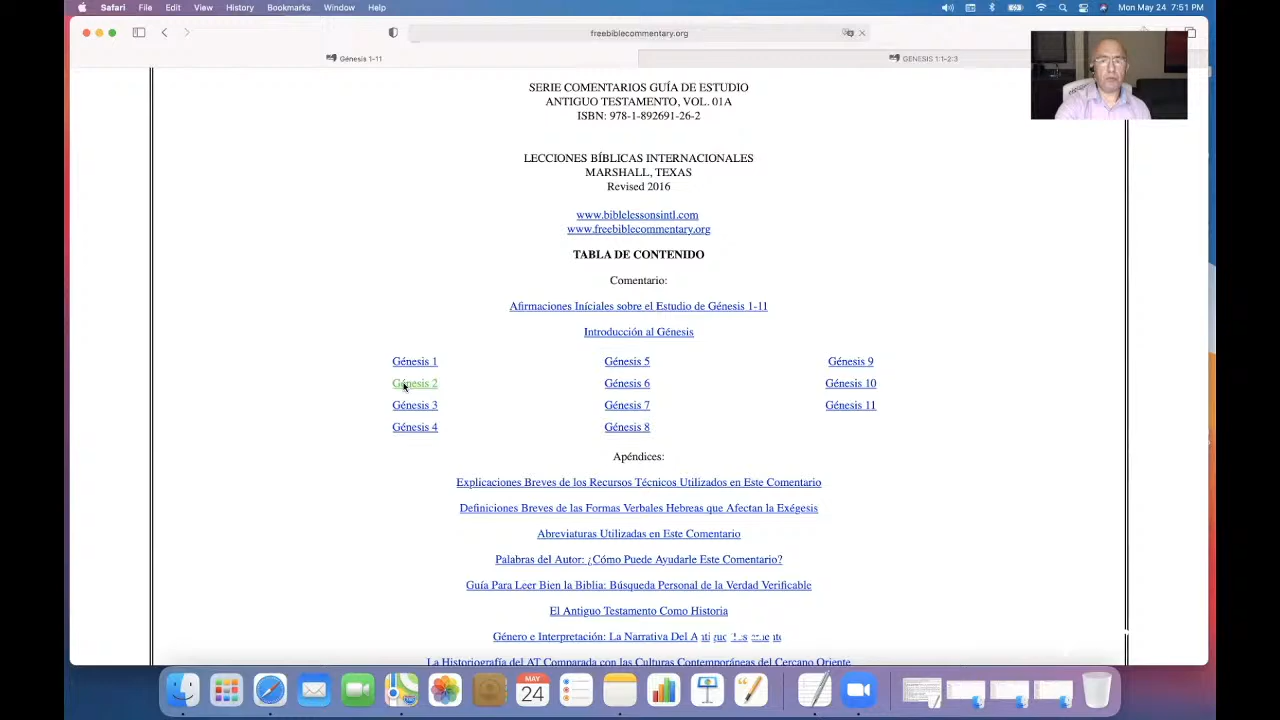 Safari File Edit View History Bookmarks Window Help Mon May 24 7:51 PM
freebiblecommentary.org
Génesis 1-11 GENESIS 1:1-2:3
SERIE COMENTARIOS GUÍA DE ESTUDIO
ANTIGUO TESTAMENTO, VOL. 01A
ISBN: 978-1-892691-26-2
LECCIONES BÍBLICAS INTERNACIONALES
MARSHALL, TEXAS
Revised 2016
www.biblelessonsintl.com
www.freebiblecommentary.org
TABLA DE CONTENIDO
Comentario:
Afirmaciones Iníciales sobre el Estudio de Génesis 1-11
Introducción al Génesis
Génesis 1 Génesis 5 Génesis 9
Génesis 2 Génesis 6 Génesis 10
Génesis 3 Génesis 7 Génesis 11
Génesis 4 Génesis 8
Apéndices:
Explicaciones Breves de los Recursos Técnicos Utilizados en Este Comentario
Definiciones Breves de las Formas Verbales Hebreas que Afectan la Exégesis
Abreviaturas Utilizadas en Este Comentario
Palabras del Autor: ¿Cómo Puede Ayudarle Este Comentario?
Guía Para Leer Bien la Biblia: Búsqueda Personal de la Verdad Verificable
El Antiguo Testamento Como Historia
Género e Interpretación: La Narrativa Del
La Historiografía del AT Comparada con las Culturas Contemporáneas del Cercano Oriente
MAY
24